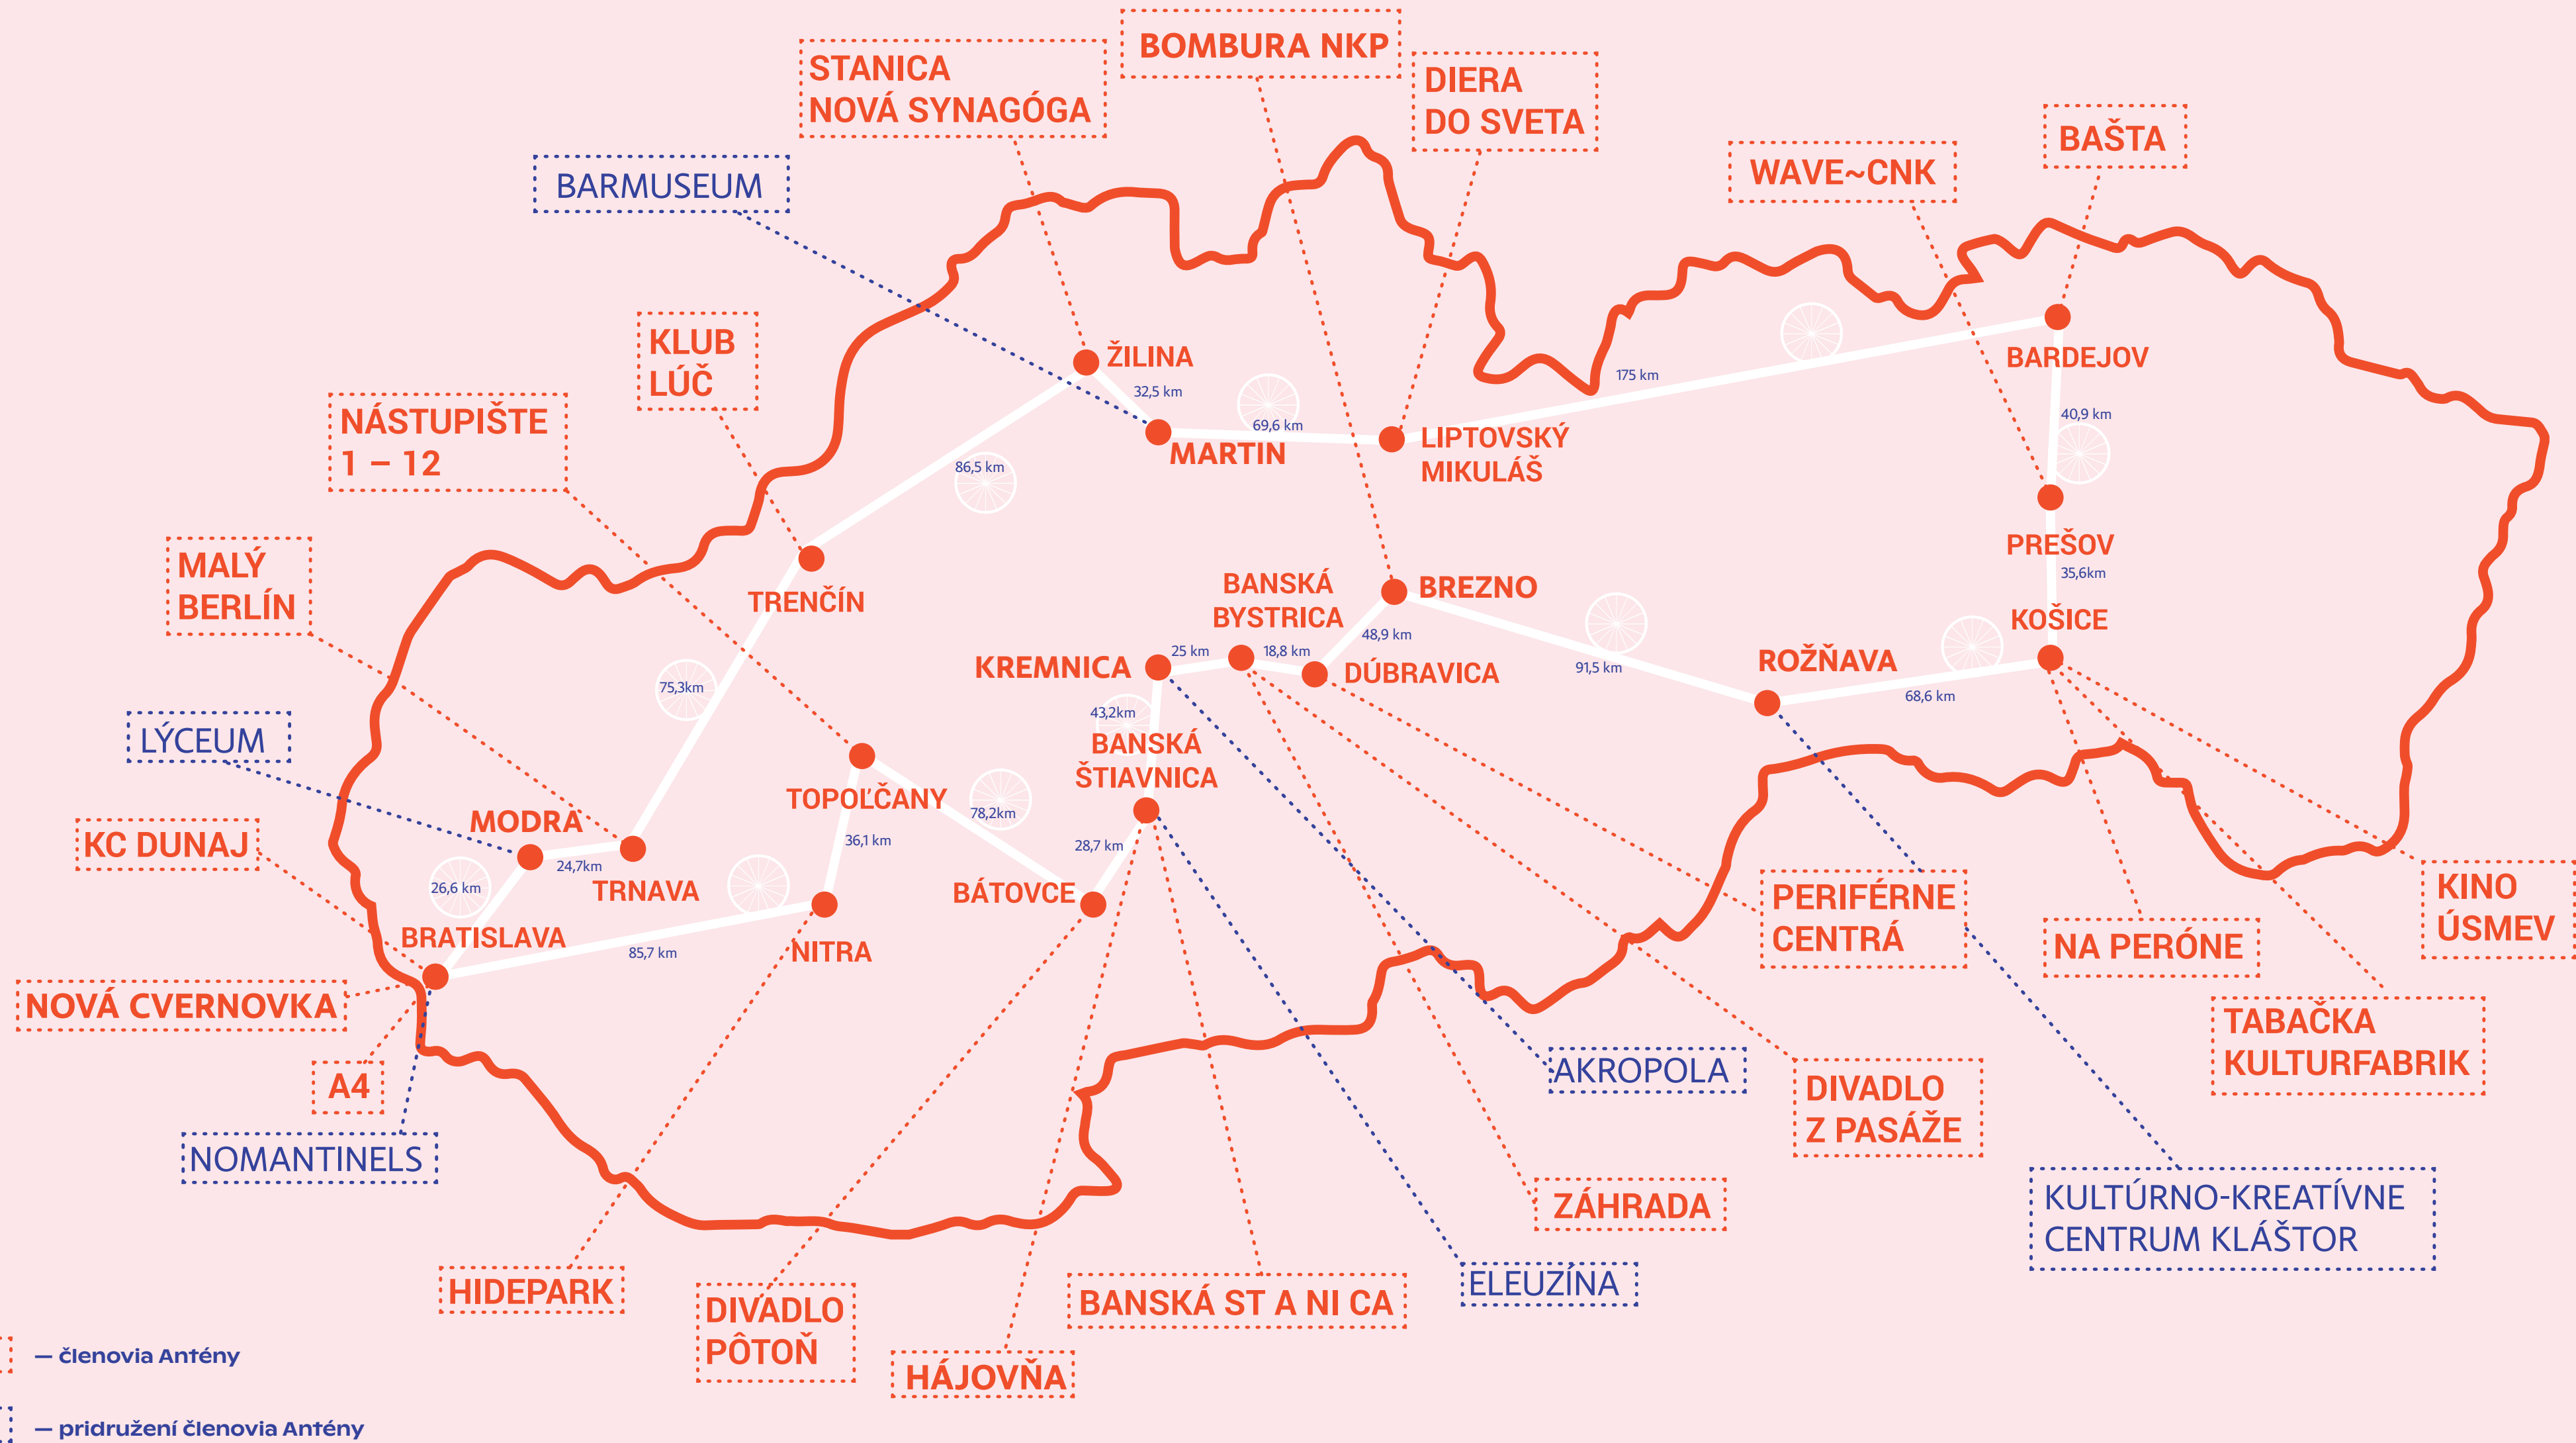 BOMBURA NKP
STANICA
NOVÁ SYNAGÓGA
DIERA
DO SVETA
BAŠTA
WAVE~CNK
BARMUSEUM
KLUB
LÚČ
ŽILINA
BARDEJOV
175 km
32,5 km
NÁSTUPIŠTE
1 – 12
40,9 km
69,6 km
LIPTOVSKÝ
MIKULÁŠ
MARTIN
86,5 km
PREŠOV
MALÝ
BERLÍN
35,6km
BANSKÁ
BYSTRICA
BREZNO
TRENČÍN
KOŠICE
48,9 km
25 km
18,8 km
KREMNICA
DÚBRAVICA
91,5 km
ROŽŇAVA
68,6 km
75,3km
43,2km
LÝCEUM
BANSKÁ
ŠTIAVNICA
TOPOĽČANY
78,2km
MODRA
36,1 km
28,7 km
KC DUNAJ
24,7km
26,6 km
TRNAVA
BÁTOVCE
PERIFÉRNE
CENTRÁ
KINO
ÚSMEV
BRATISLAVA
85,7 km
NITRA
NA PERÓNE
NOVÁ CVERNOVKA
TABAČKA
KULTURFABRIK
A4
AKROPOLA
DIVADLO
Z PASÁŽE
NOMANTINELS
ZÁHRADA
KULTÚRNO-KREATÍVNE
CENTRUM KLÁŠTOR
HIDEPARK
DIVADLO
PÔTOŇ
BANSKÁ ST A NI CA
ELEUZÍNA
HÁJOVŇA
— členovia Antény
— pridružení členovia Antény